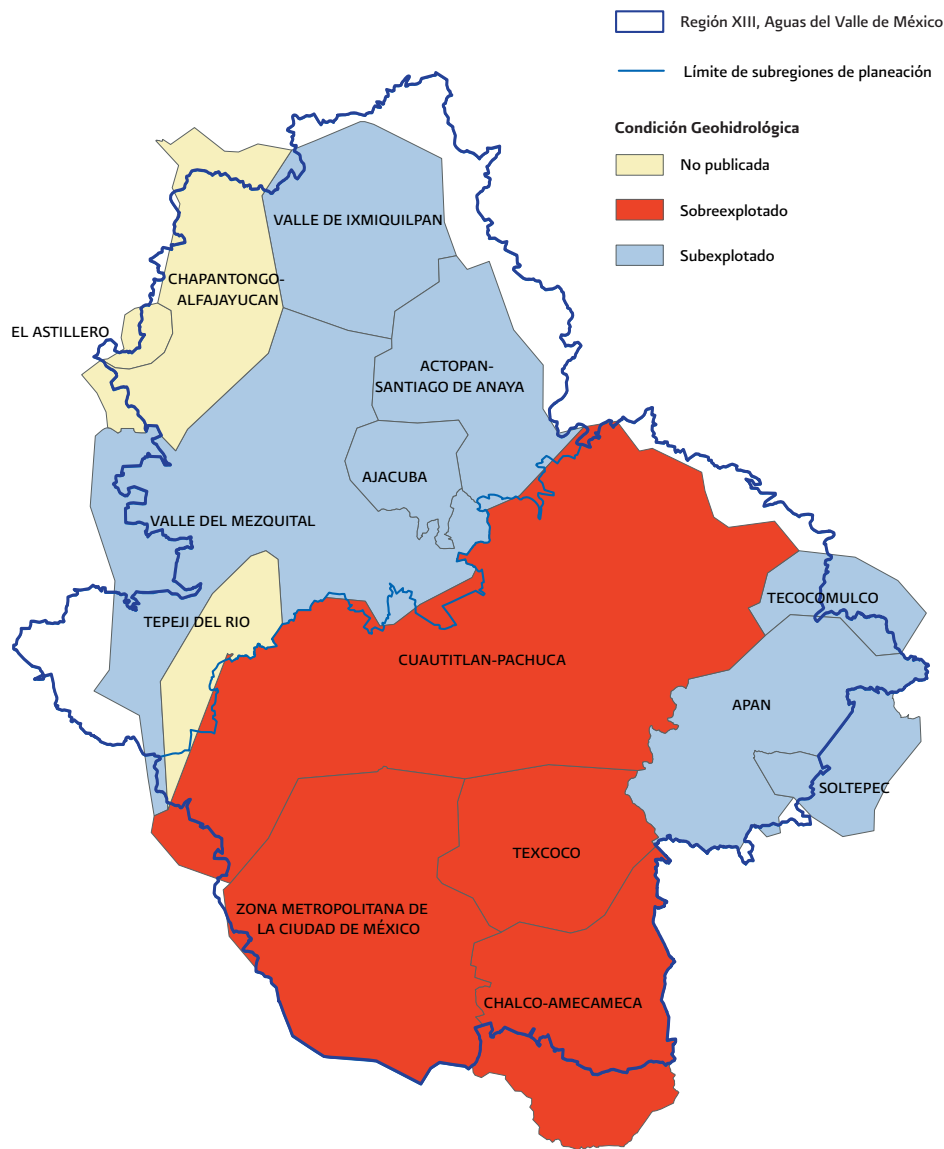 Región XIII, Aguas del Valle de México
Límite de subregiones de planeación
Condición Geohidrológica
No publicada
Sobreexplotado
Subexplotado
VALLE DE IXMIQUILPAN
CHAPANTONGO-
ALFAJAYUCAN
EL ASTILLERO
ACTOPAN-
SANTIAGO DE ANAYA
AJACUBA
VALLE DEL MEZQUITAL
TECOCOMULCO
TEPEJI DEL RIO
CUAUTITLAN-PACHUCA
APAN
SOLTEPEC
TEXCOCO
ZONA METROPOLITANA DE
LA CIUDAD DE MÉXICO
CHALCO-AMECAMECA